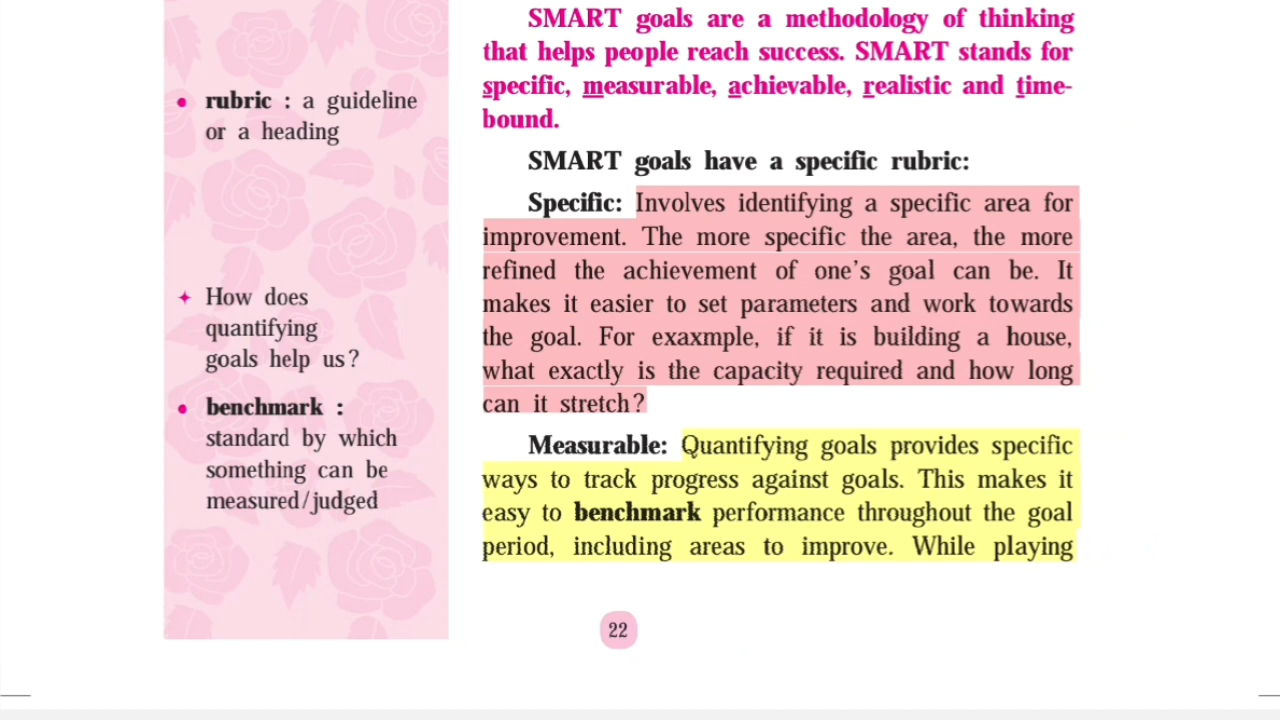 • rubric : a guideline
or a heading
✦ How does
quantifying
goals help us?
• benchmark :
standard by which
something can be
measured/judged
SMART goals are a methodology of thinking
that helps people reach success. SMART stands for
specific, measurable, achievable, realistic and time-
bound.
SMART goals have a specific rubric:
Specific: Involves identifying a specific area for
improvement. The more specific the area, the more
refined the achievement of one's goal can be. It
makes it easier to set parameters and work towards
the goal. For exaxmple, if it is building a house,
what exactly is the capacity required and how long
can it stretch?
Measurable: Quantifying goals provides specific
ways to track progress against goals. This makes it
easy to benchmark performance throughout the goal
period, including areas to improve. While playing
22